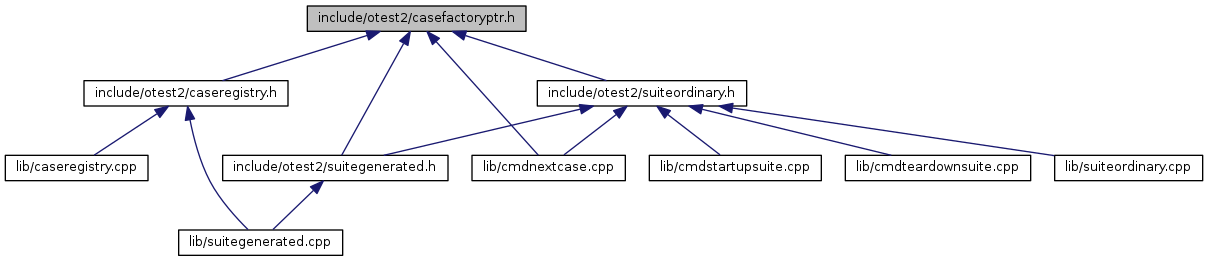 include/otest2/casefactoryptr.h
include/otest2/caseregistry.h
include/otest2/suiteordinary.h
lib/caseregistry.cpp
include/otest2/suitegenerated.h
lib/cmdnextcase.cpp
lib/cmdstartupsuite.cpp
lib/cmdteardownsuite.cpp
lib/suiteordinary.cpp
lib/suitegenerated.cpp